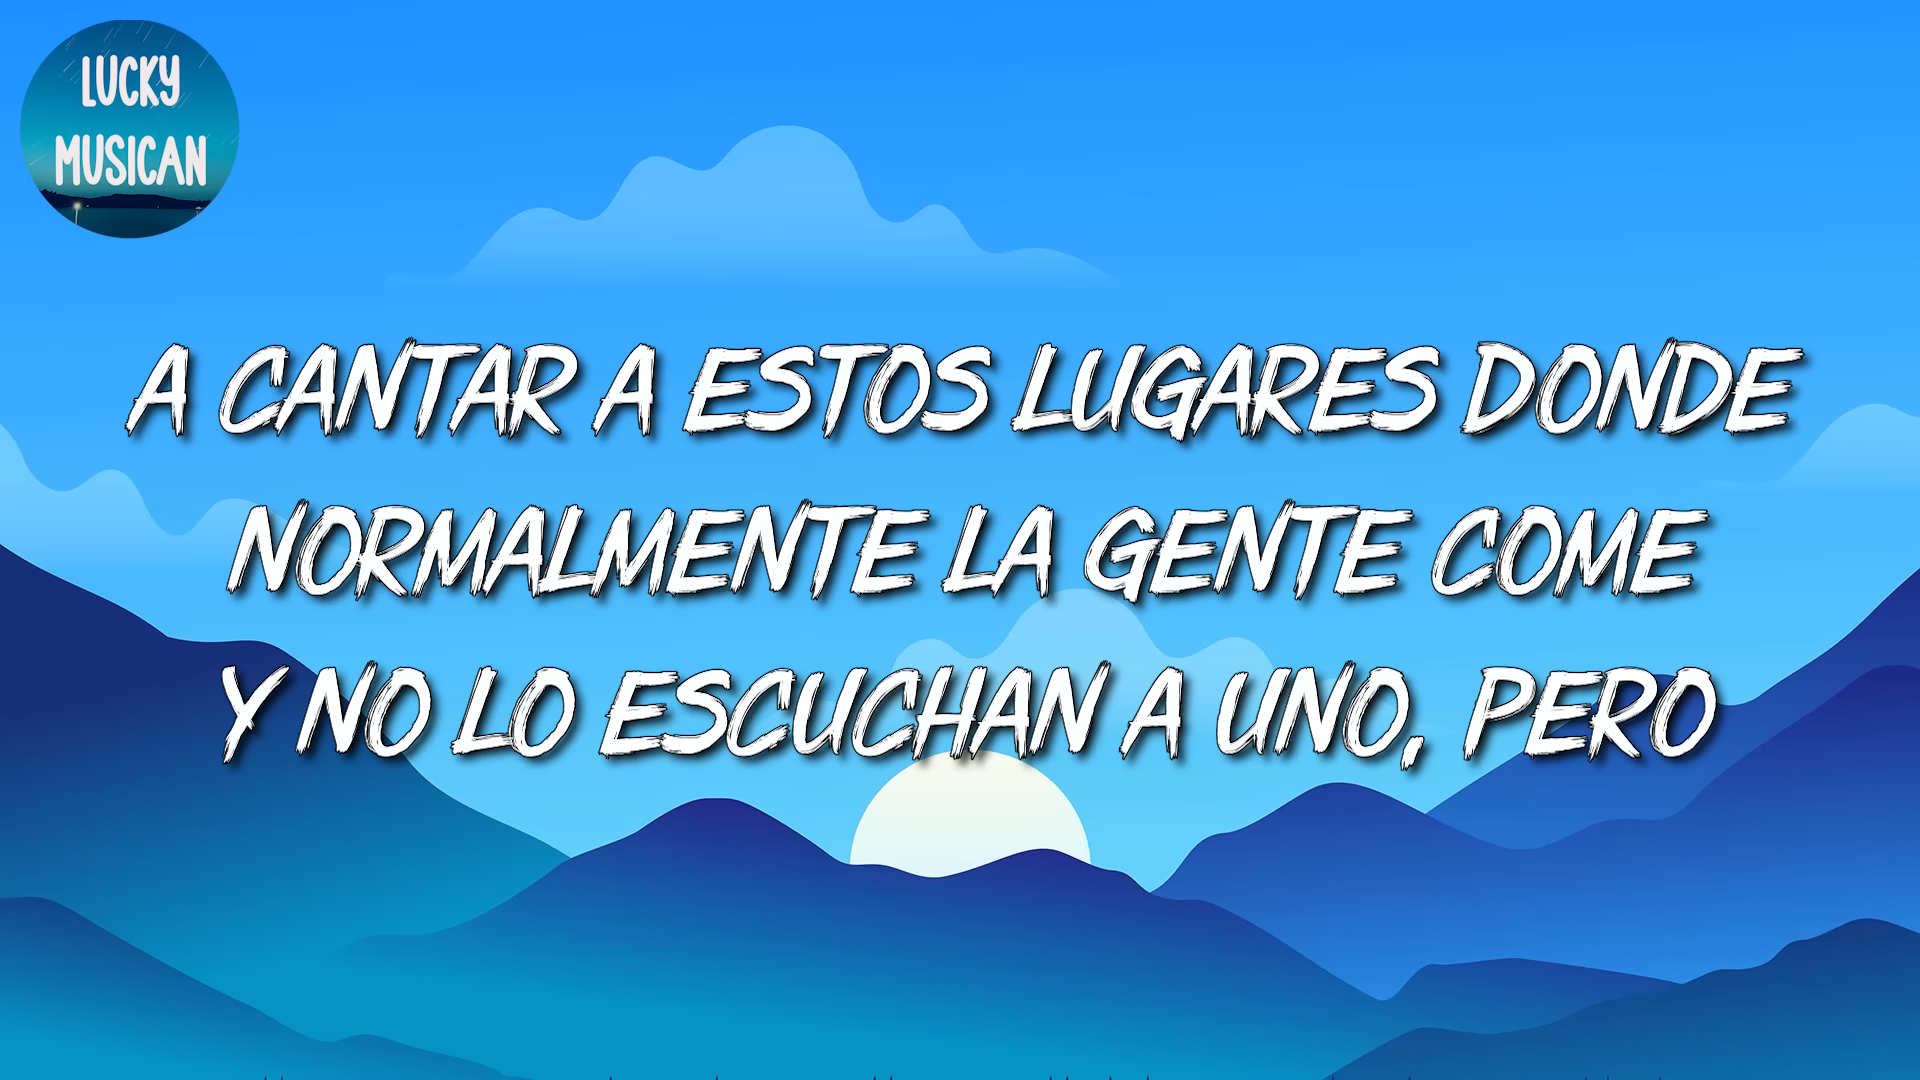 LUCKY
MUSICAN
A CANTAR A ESTOS LUGARES DONDE
NORMALMENTE LA GENTE COME
Y NO LO ESCUCHAN A UNO, PERO